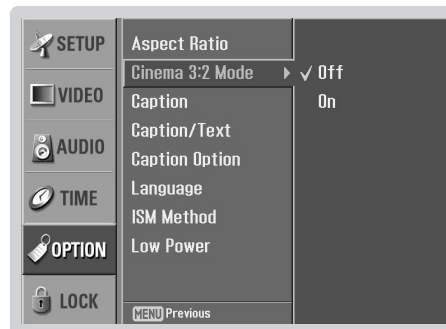 SETUP
VIDEO
AUDIO
TIME
OPTION
LOCK
Aspect Ratio
Cinema 3:2 Mode
Caption
Caption/Text
Caption Option
Language
ISM Method
Low Power
MENU Previous
Off
On